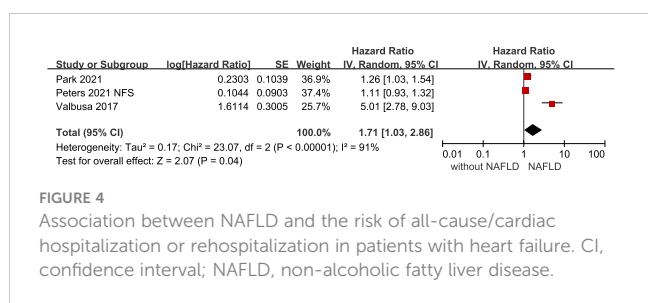 Hazard Ratio Hazard Ratio
Study or Subgroup log[Hazard Ratio] SE Weight IV, Random, 95% CI IV, Random, 95% CI
Park 2021 0.2303 0.1039 36.9% 1.26 [1.03, 1.54]
Peters 2021 NFS 0.1044 0.0903 37.4% 1.11 [0.93, 1.32]
Valbusa 2017 1.6114 0.3005 25.7% 5.01 [2.78, 9.03]
Total (95% CI) 100.0% 1.71 [1.03, 2.86]
Heterogeneity: Tau² = 0.17; Chi² = 23.07, df = 2 (P < 0.00001); I² = 91%
Test for overall effect: Z = 2.07 (P = 0.04)
0.01 0.1 1 10 100
without NAFLD NAFLD
FIGURE 4
Association between NAFLD and the risk of all-cause/cardiac
hospitalization or rehospitalization in patients with heart failure. CI,
confidence interval; NAFLD, non-alcoholic fatty liver disease.